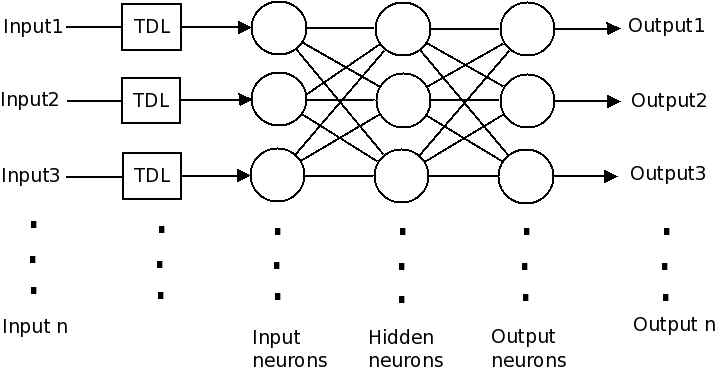 Input1 TDL Output1
Input2 TDL Output2
Input3 TDL Output3
Input n Output n
Input neurons
Hidden neurons
Output neurons